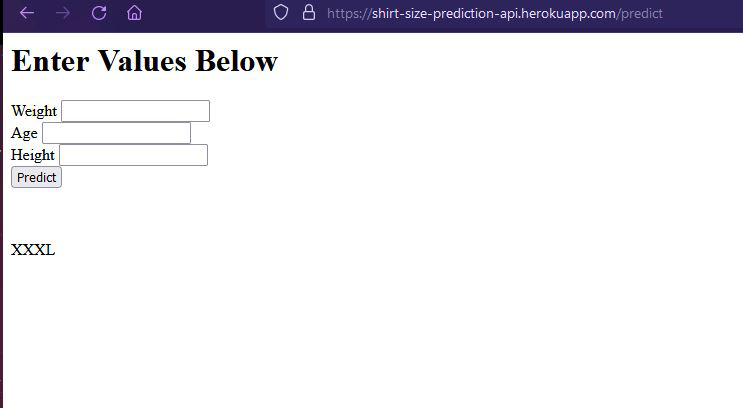 https://shirt-size-prediction-api.herokuapp.com/predict
Enter Values Below
Weight
Age
Height
Predict
XXXL